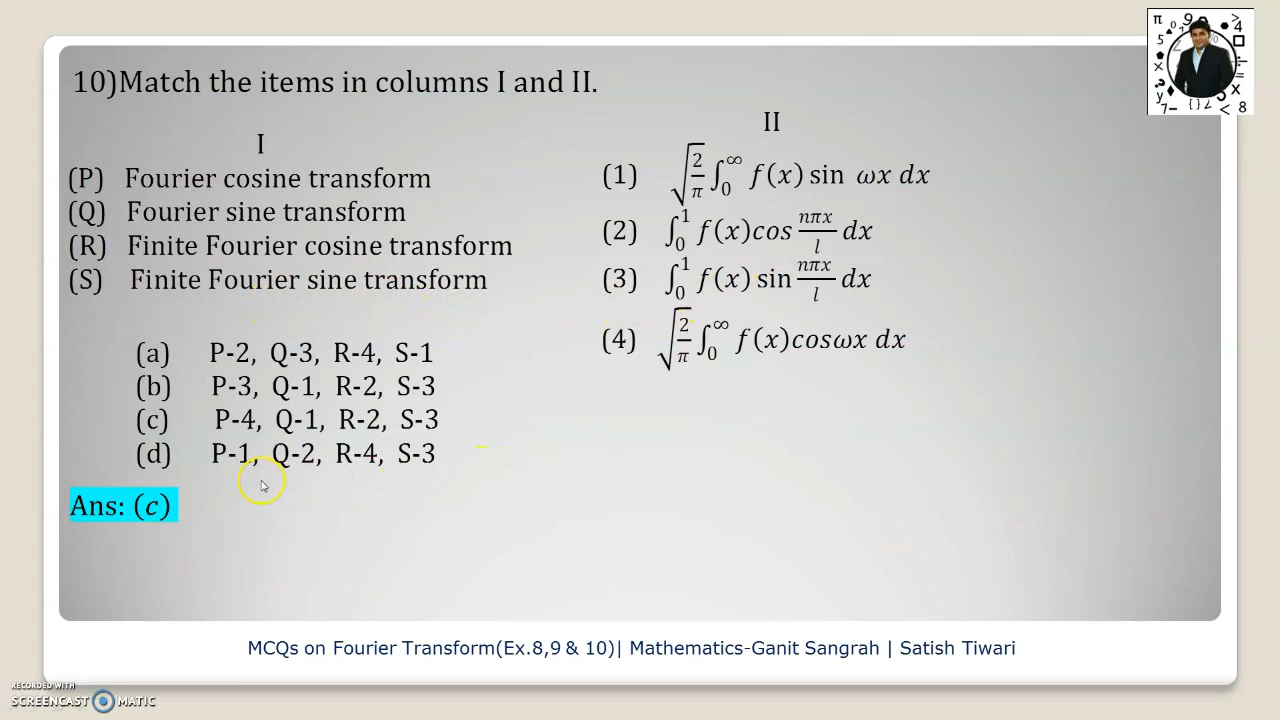 10)Match the items in columns I and II.
I
(P) Fourier cosine transform
(Q) Fourier sine transform
(R) Finite Fourier cosine transform
(S) Finite Fourier sine transform
II
(1) √(2/π) ∫₀^∞ f(x) sin ωx dx
(2) ∫₀¹ f(x)cos nπx/l dx
(3) ∫₀¹ f(x) sin nπx/l dx
(4) √(2/π) ∫₀^∞ f(x)cosωx dx
(a) P-2, Q-3, R-4, S-1
(b) P-3, Q-1, R-2, S-3
(c) P-4, Q-1, R-2, S-3
(d) P-1, Q-2, R-4, S-3
Ans: (c)
MCQs on Fourier Transform(Ex.8,9 & 10)| Mathematics-Ganit Sangrah | Satish Tiwari
RECORDED WITH
SCREENCAST MATIC